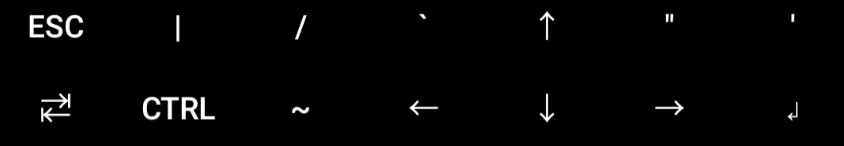 ESC | / ` ↑ " '
↹ CTRL ~ ← ↓ → ↲